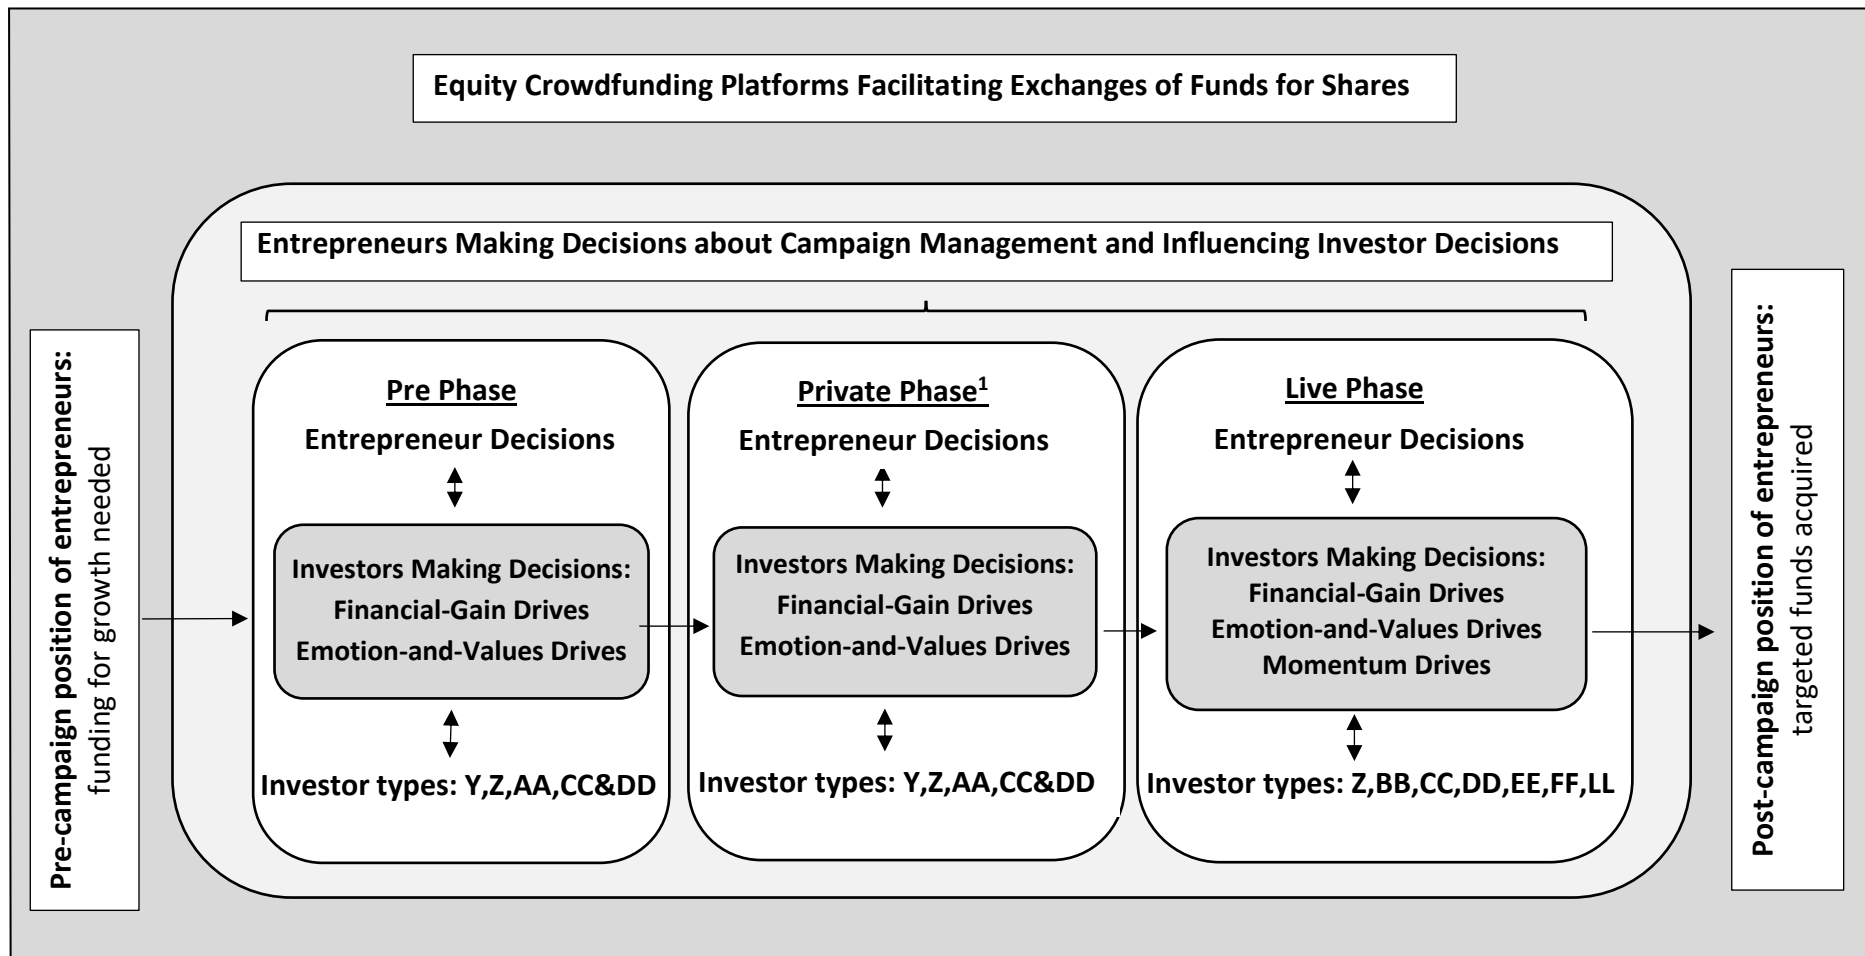 Equity Crowdfunding Platforms Facilitating Exchanges of Funds for Shares
Entrepreneurs Making Decisions about Campaign Management and Influencing Investor Decisions
Pre-campaign position of entrepreneurs:
funding for growth needed
Pre Phase
Entrepreneur Decisions
Investors Making Decisions:
Financial-Gain Drives
Emotion-and-Values Drives
Investor types: Y,Z,AA,CC&DD
Private Phase¹
Entrepreneur Decisions
Investors Making Decisions:
Financial-Gain Drives
Emotion-and-Values Drives
Investor types: Y,Z,AA,CC&DD
Live Phase
Entrepreneur Decisions
Investors Making Decisions:
Financial-Gain Drives
Emotion-and-Values Drives
Momentum Drives
Investor types: Z,BB,CC,DD,EE,FF,LL
Post-campaign position of entrepreneurs:
targeted funds acquired